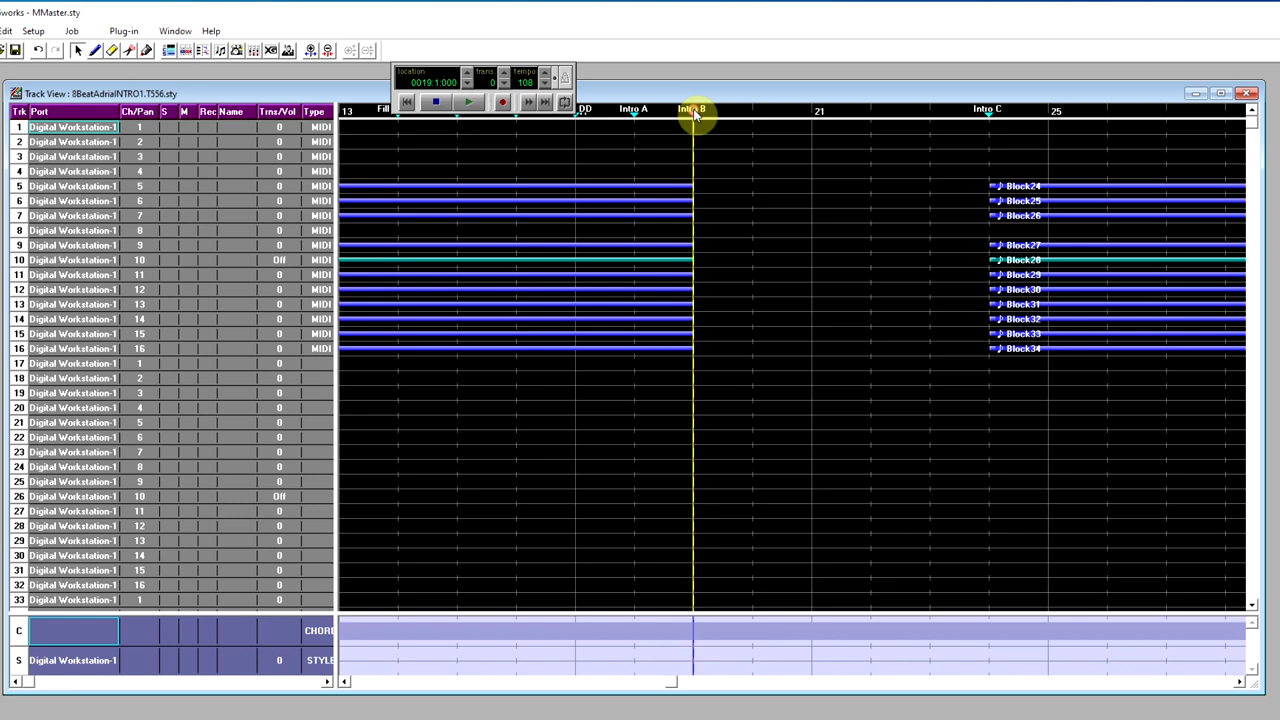 works - MMaster.sty
Edit Setup Job Plug-in Window Help
location trans tempo
0019:1:000 0 108
Track View : 8BeatAdrialINTRO1.T556.sty
Trk Port Ch/Pan S M Rec Name Trns/Vol Type 13 Fill DD Intro A Intro B 21 Intro C 25
1 Digital Workstation-1 1 0 MIDI
2 Digital Workstation-1 2 0 MIDI
3 Digital Workstation-1 3 0 MIDI
4 Digital Workstation-1 4 0 MIDI
5 Digital Workstation-1 5 0 MIDI Block24
6 Digital Workstation-1 6 0 MIDI Block25
7 Digital Workstation-1 7 0 MIDI Block26
8 Digital Workstation-1 8 0 MIDI
9 Digital Workstation-1 9 0 MIDI Block27
10 Digital Workstation-1 10 Off MIDI Block28
11 Digital Workstation-1 11 0 MIDI Block29
12 Digital Workstation-1 12 0 MIDI Block30
13 Digital Workstation-1 13 0 MIDI Block31
14 Digital Workstation-1 14 0 MIDI Block32
15 Digital Workstation-1 15 0 MIDI Block33
16 Digital Workstation-1 16 0 MIDI Block34
17 Digital Workstation-1 1 0
18 Digital Workstation-1 2 0
19 Digital Workstation-1 3 0
20 Digital Workstation-1 4 0
21 Digital Workstation-1 5 0
22 Digital Workstation-1 6 0
23 Digital Workstation-1 7 0
24 Digital Workstation-1 8 0
25 Digital Workstation-1 9 0
26 Digital Workstation-1 10 Off
27 Digital Workstation-1 11 0
28 Digital Workstation-1 12 0
29 Digital Workstation-1 13 0
30 Digital Workstation-1 14 0
31 Digital Workstation-1 15 0
32 Digital Workstation-1 16 0
33 Digital Workstation-1 1 0
C CHORD
S Digital Workstation-1 0 STYLE